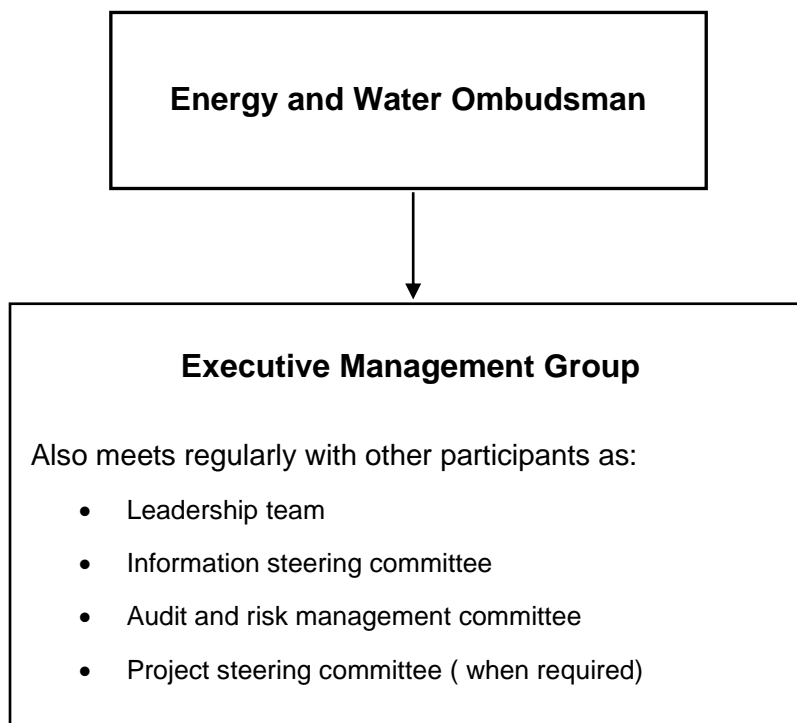 Energy and Water Ombudsman
Executive Management Group
Also meets regularly with other participants as:
• Leadership team
• Information steering committee
• Audit and risk management committee
• Project steering committee ( when required)